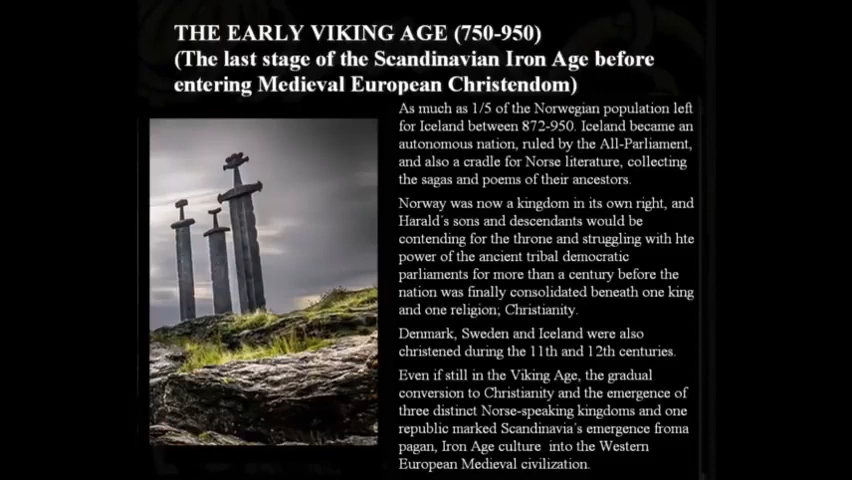 THE EARLY VIKING AGE (750-950)
(The last stage of the Scandinavian Iron Age before
entering Medieval European Christendom)
As much as 1/5 of the Norwegian population left
for Iceland between 872-950. Iceland became an
autonomous nation, ruled by the All-Parliament,
and also a cradle for Norse literature, collecting
the sagas and poems of their ancestors.
Norway was now a kingdom in its own right, and
Harald´s sons and descendants would be
contending for the throne and struggling with hte
power of the ancient tribal democratic
parliaments for more than a century before the
nation was finally consolidated beneath one king
and one religion; Christianity.
Denmark, Sweden and Iceland were also
christened during the 11th and 12th centuries.
Even if still in the Viking Age, the gradual
conversion to Christianity and the emergence of
three distinct Norse-speaking kingdoms and one
republic marked Scandinavia´s emergence froma
pagan, Iron Age culture into the Western
European Medieval civilization.